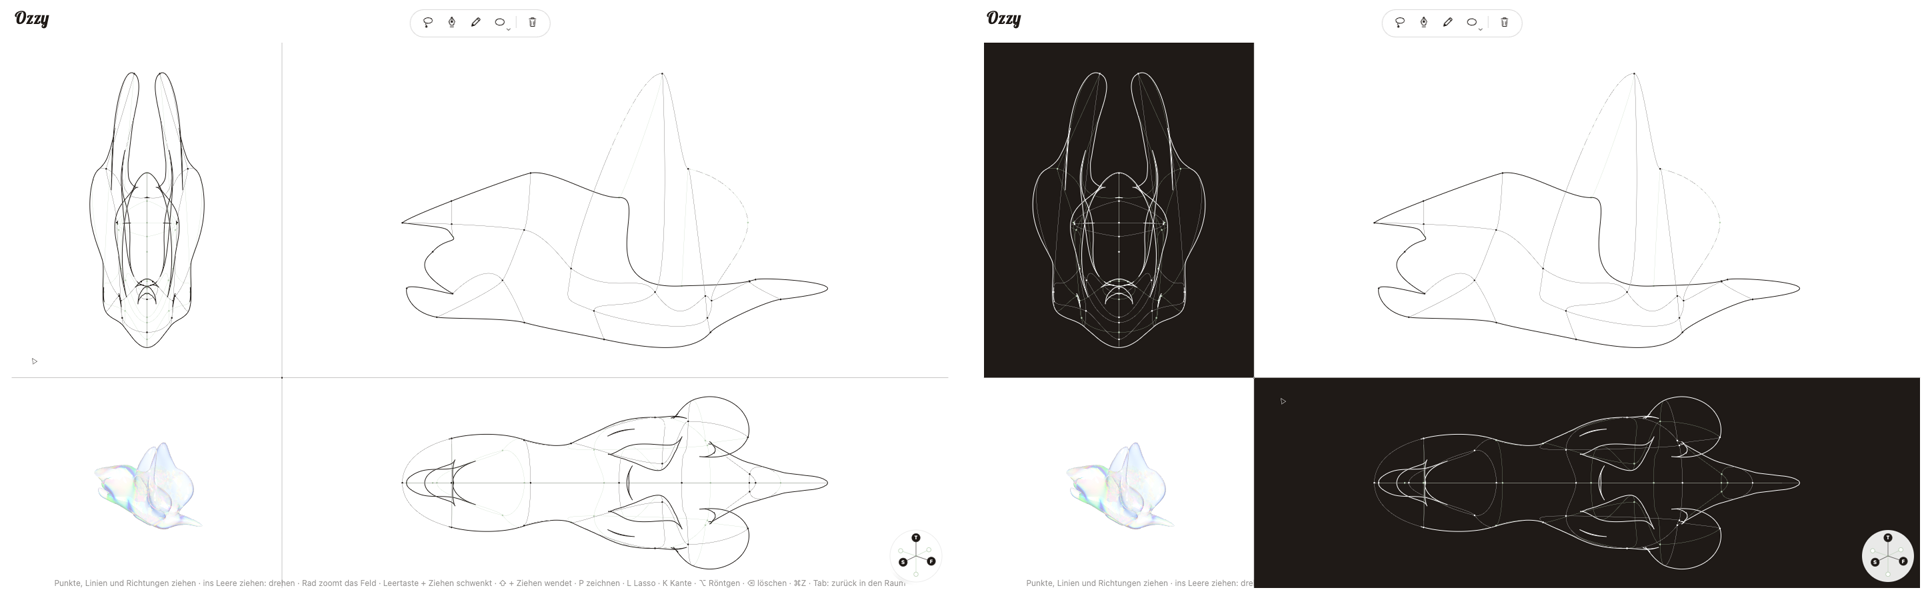 Ozzy
Ozzy
T
S
F
T
S
F
Punkte, Linien und Richtungen ziehen · ins Leere ziehen: drehen · Rad zoomt das Feld · Leertaste + Ziehen schwenkt · ⇧ + Ziehen wendet · P zeichnen · L Lasso · K Kante · ⌥ Röntgen · ⌫ löschen · ⌘Z · Tab: zurück in den Raum
Punkte, Linien und Richtungen ziehen · ins Leere ziehen: dre